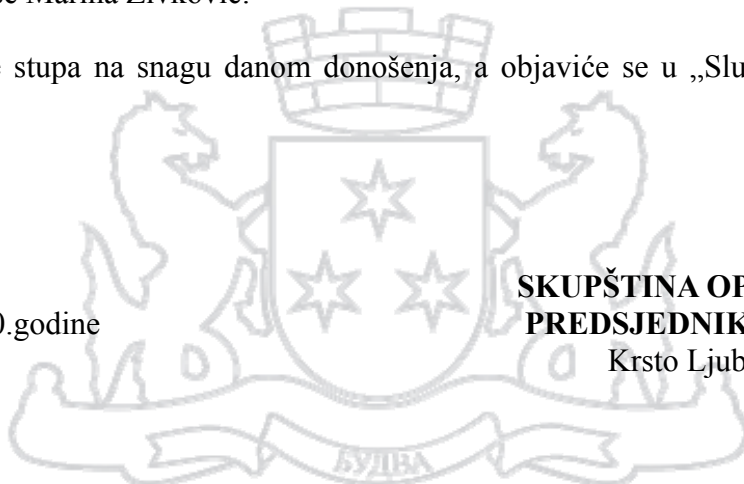 Marina Živković.
stupa na snagu danom donošenja, a objaviće se u „Slu
SKUPŠTINA OP
0.godine PREDSJEDNIK
Krsto Ljub
БУДВА